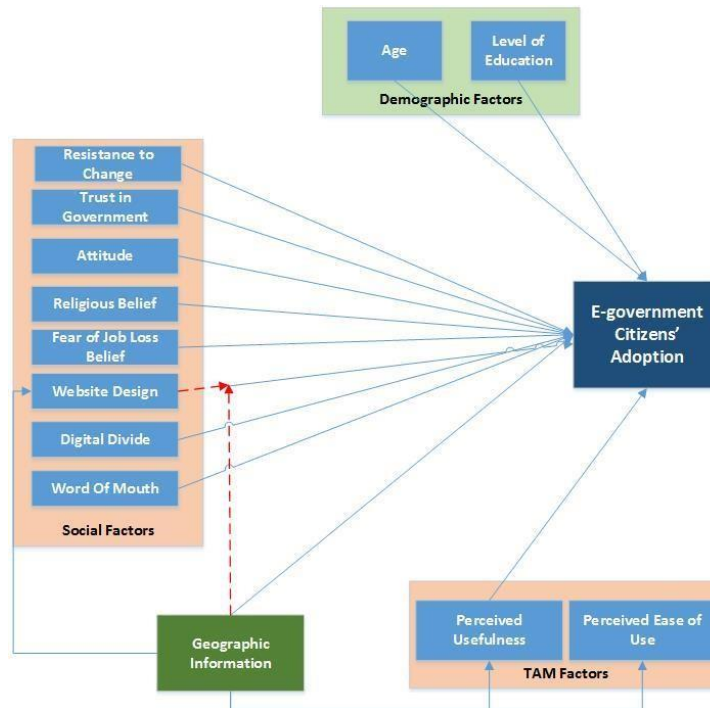 Age
Level of
Education
Demographic Factors
Resistance to
Change
Trust in
Government
Attitude
Religious Belief
Fear of Job Loss
Belief
Website Design
Digital Divide
Word Of Mouth
Social Factors
E-government
Citizens’
Adoption
Geographic
Information
Perceived
Usefulness
Perceived Ease of
Use
TAM Factors